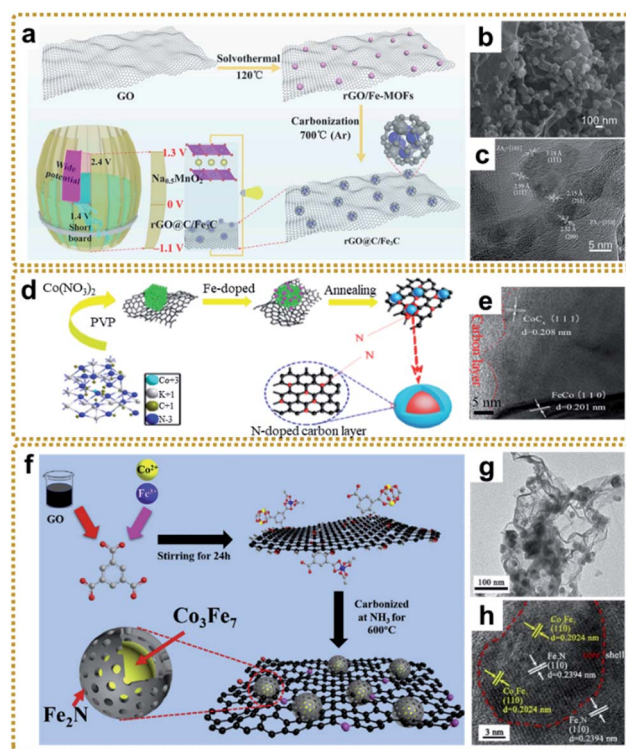 a
Solvothermal
120℃
GO
rGO/Fe-MOFs
Carbonization
700℃ (Ar)
Wide potential
2.4 V
1.3 V
Na0.5MnO2
0 V
1.4 V
Short board
rGO@C/Fe3C
-1.1 V
rGO@C/Fe3C
b
100 nm
c
5 nm
d
Co(NO3)2
PVP
Fe-doped
Annealing
N
N
Co+3
K+1
C+1
N-3
N-doped carbon layer
e
CoCx (1 1 1)
d=0.208 nm
Carbon layer
5 nm
FeCo (1 1 0)
d=0.201 nm
f
Co2+
Fe3+
GO
Stirring for 24h
Co3Fe7
Carbonized
at NH3 for
600°C
Fe2N
g
100 nm
h
(110)
d=0.2024 nm
Fe2N
(110)
d=0.2394 nm
shell
(110)
d=0.2024 nm
(110)
d=0.2394 nm
3 nm